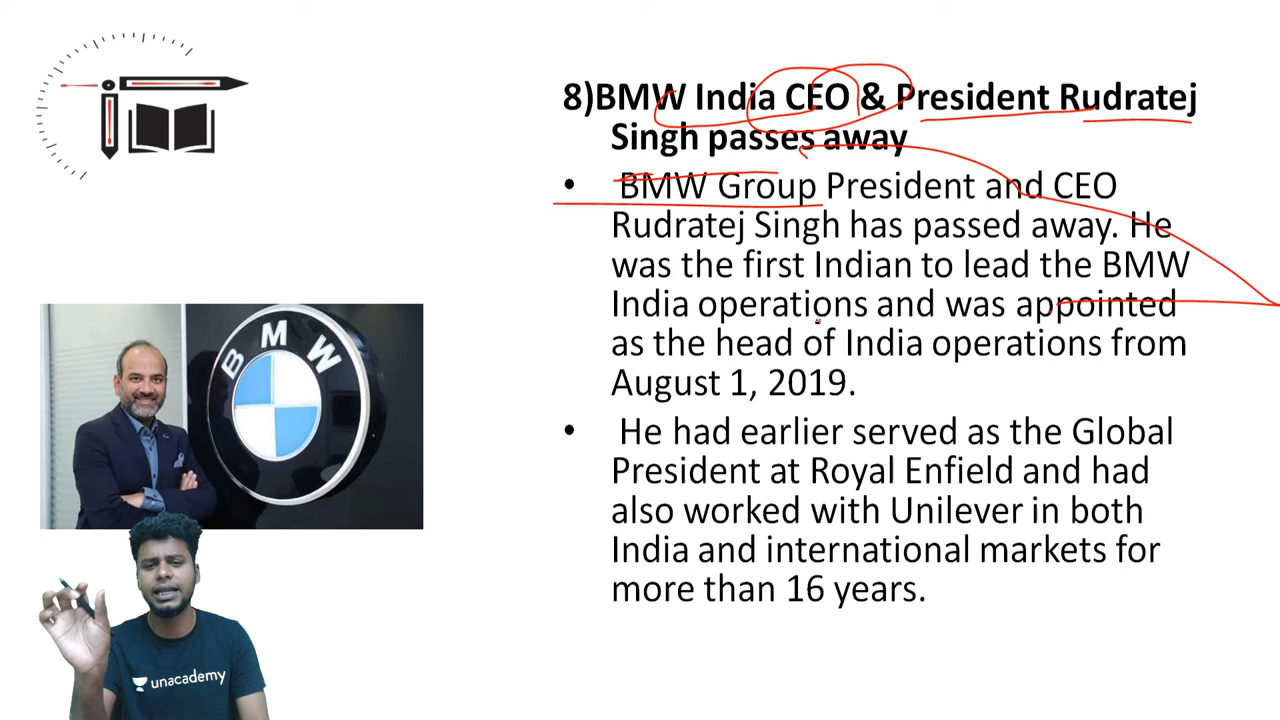 8)BMW India CEO & President Rudratej
Singh passes away
• BMW Group President and CEO
Rudratej Singh has passed away. He
was the first Indian to lead the BMW
India operations and was appointed
as the head of India operations from
August 1, 2019.
• He had earlier served as the Global
President at Royal Enfield and had
also worked with Unilever in both
India and international markets for
more than 16 years.
BMW
unacademy